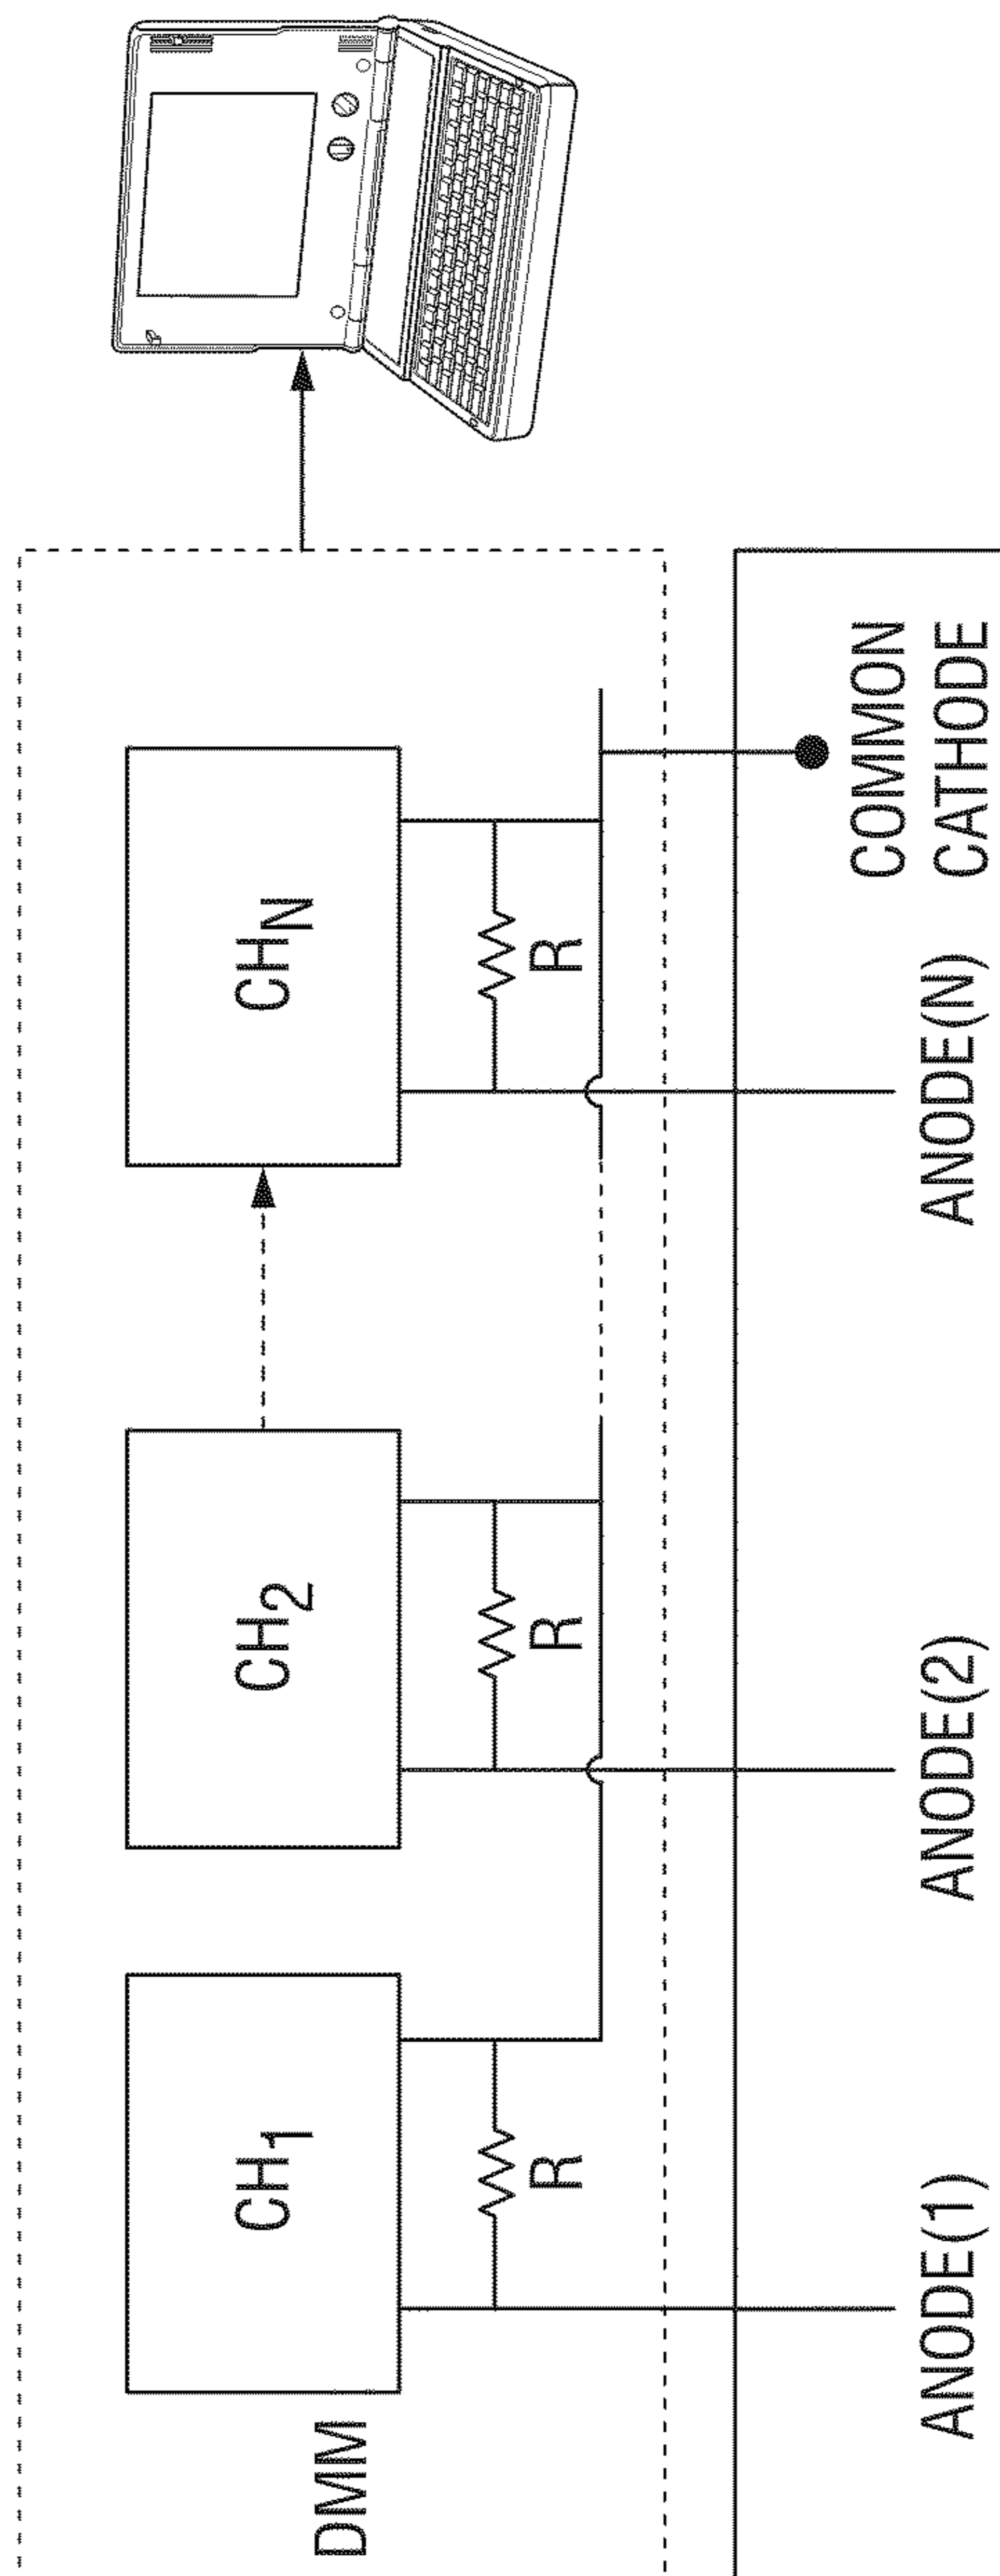 CH1
CH2
CHN
R
R
R
DMM
ANODE(1)
ANODE(2)
ANODE(N)
COMMON
CATHODE